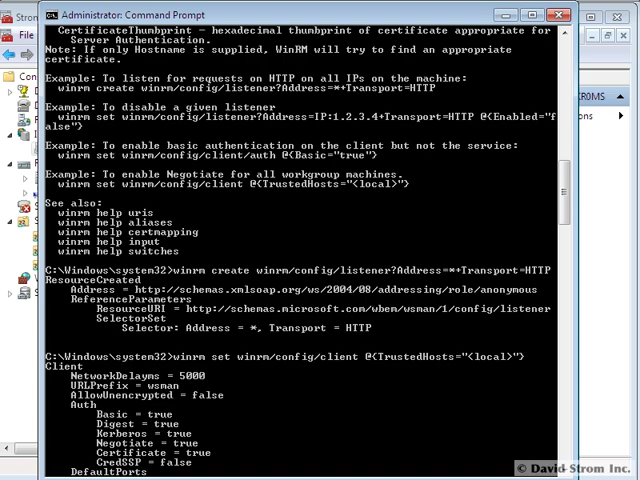 Administrator: Command Prompt
CertificateThumbprint - hexadecimal thumbprint of certificate appropriate for
Server Authentication.
Note: If only Hostname is supplied, WinRM will try to find an appropriate
certificate.
Example: To listen for requests on HTTP on all IPs on the machine:
winrm create winrm/config/listener?Address=*+Transport=HTTP
Example: To disable a given listener
winrm set winrm/config/listener?Address=IP:1.2.3.4+Transport=HTTP @{Enabled="f
alse"}
Example: To enable basic authentication on the client but not the service:
winrm set winrm/config/client/auth @{Basic="true"}
Example: To enable Negotiate for all workgroup machines.
winrm set winrm/config/client @{TrustedHosts="<local>"}
See also:
winrm help uris
winrm help aliases
winrm help certmapping
winrm help input
winrm help switches
C:\Windows\system32>winrm create winrm/config/listener?Address=*+Transport=HTTP
ResourceCreated
Address = http://schemas.xmlsoap.org/ws/2004/08/addressing/role/anonymous
ReferenceParameters
ResourceURI = http://schemas.microsoft.com/wbem/wsman/1/config/listener
SelectorSet
Selector: Address = *, Transport = HTTP
C:\Windows\system32>winrm set winrm/config/client @{TrustedHosts="<local>"}
Client
NetworkDelayms = 5000
URLPrefix = wsman
AllowUnencrypted = false
Auth
Basic = true
Digest = true
Kerberos = true
Negotiate = true
Certificate = true
CredSSP = false
DefaultPorts
Strom
File
© David Strom Inc.